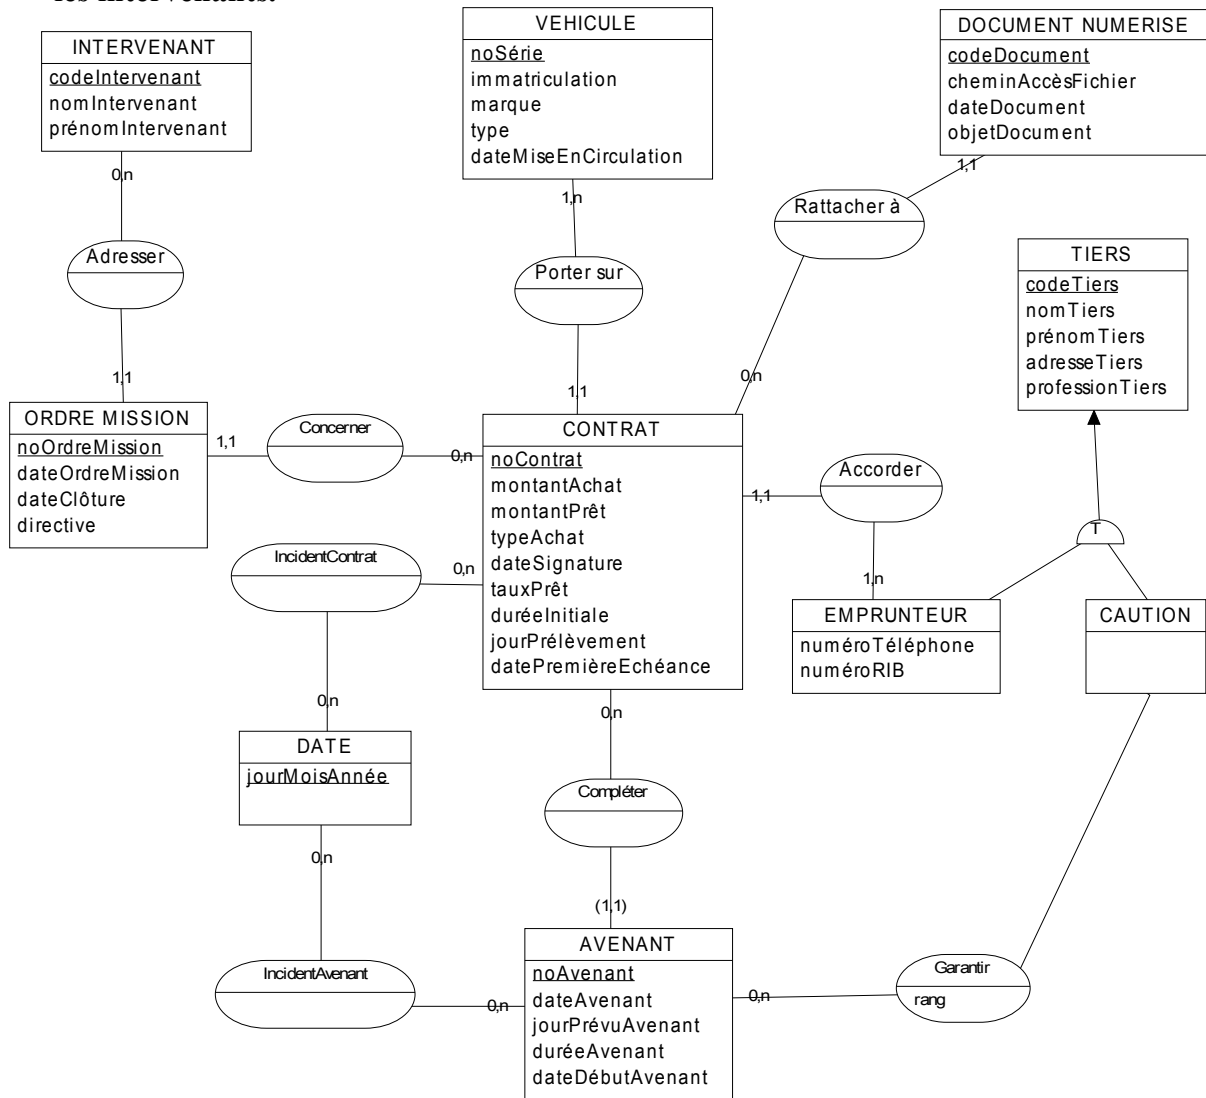 les intervenants.
INTERVENANT
codeIntervenant
nomIntervenant
prénomIntervenant
VEHICULE
noSérie
immatriculation
marque
type
dateMiseEnCirculation
DOCUMENT NUMERISE
codeDocument
cheminAccèsFichier
dateDocument
objetDocument
0,n
1,n
1,1
Adresser
Porter sur
Rattacher à
TIERS
codeTiers
nomTiers
prénomTiers
adresseTiers
professionTiers
1,1
1,1
0,n
ORDRE MISSION
noOrdreMission
dateOrdreMission
dateClôture
directive
1,1
Concerner
0,n
CONTRAT
noContrat
montantAchat
montantPrêt
typeAchat
dateSignature
tauxPrêt
duréeInitiale
jourPrélèvement
datePremièreEchéance
1,1
Accorder
1,n
T
EMPRUNTEUR
numéroTéléphone
numéroRIB
CAUTION
IncidentContrat
0,n
0,n
0,n
DATE
jourMoisAnnée
Compléter
0,n
(1,1)
IncidentAvenant
0,n
AVENANT
noAvenant
dateAvenant
jourPrévuAvenant
duréeAvenant
dateDébutAvenant
0,n
Garantir
rang